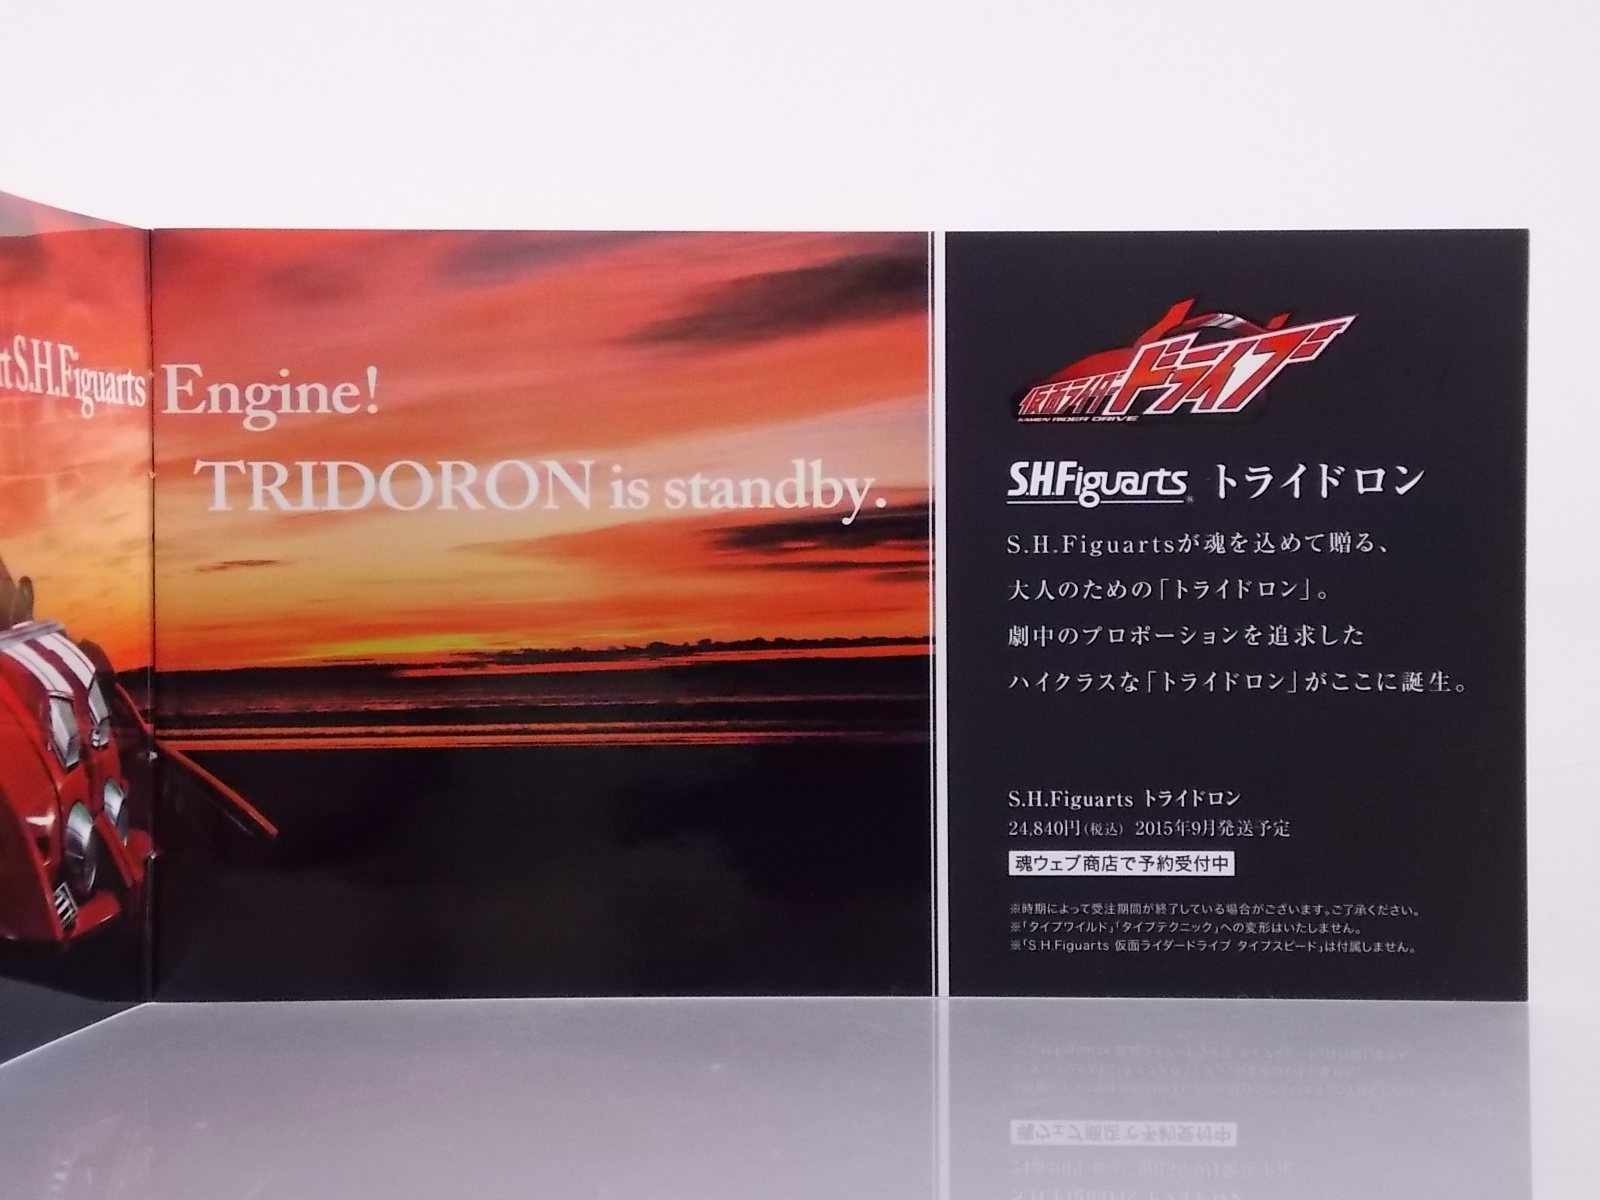 rt S.H.Figuarts Engine!
TRIDORON is standby.
仮面ライダードライブ
KAMEN RIDER DRIVE
S.H.Figuarts® トライドロン
S.H.Figuartsが魂を込めて贈る、
大人のための「トライドロン」。
劇中のプロポーションを追求した
ハイクラスな「トライドロン」がここに誕生。
S.H.Figuarts トライドロン
24,840円(税込) 2015年9月発送予定
魂ウェブ商店で予約受付中
※時期によって受注期間が終了している場合がございます。ご了承ください。
※「タイプワイルド」「タイプテクニック」への変形はいたしません。
※「S.H.Figuarts 仮面ライダードライブ タイプスピード」は付属しません。